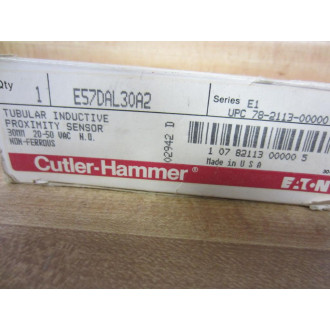 Qty
1 E57DAL30A2
Series E1
UPC 78-2113-00000
TUBULAR INDUCTIVE
PROXIMITY SENSOR
30MM 20-50 VAC N.O.
NON-FERROUS
02942 D
1 07 82113 00000 5
Made in U S A
Cutler-Hammer®
EATON